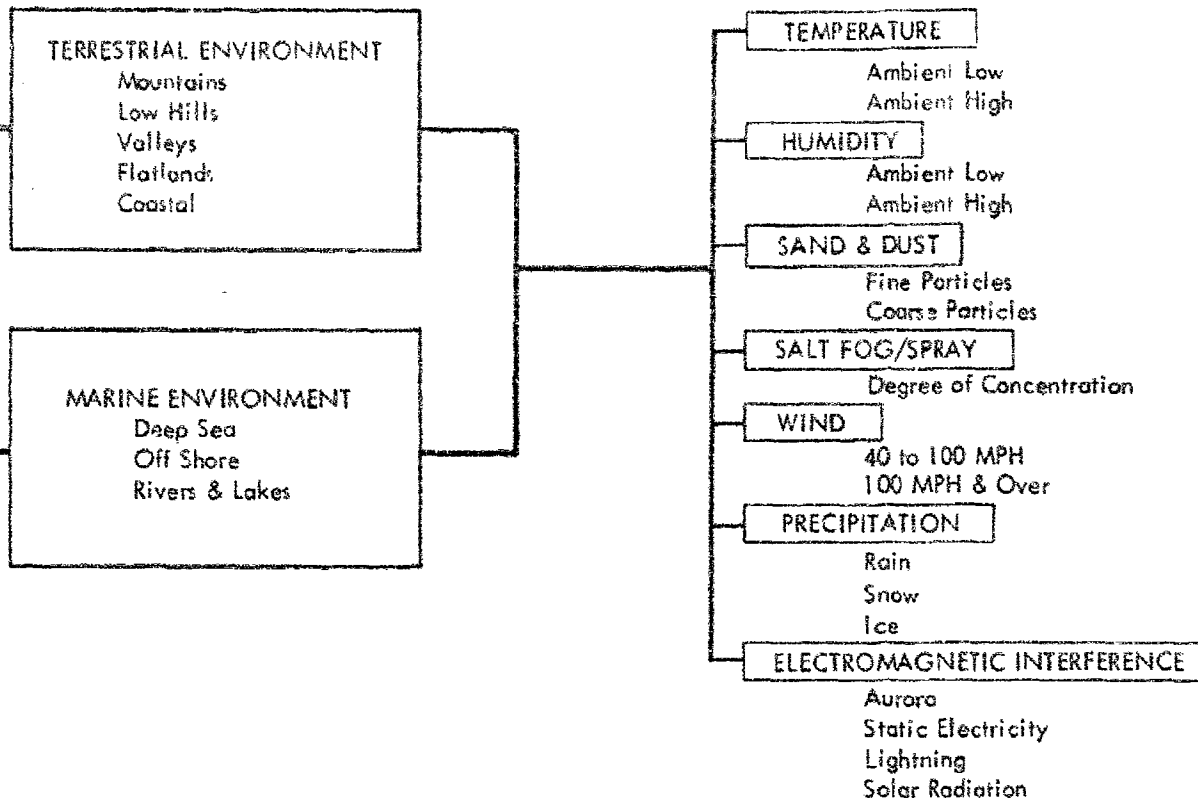 TERRESTRIAL ENVIRONMENT
Mountains
Low Hills
Valleys
Flatlands
Coastal
MARINE ENVIRONMENT
Deep Sea
Off Shore
Rivers & Lakes
TEMPERATURE
Ambient Low
Ambient High
HUMIDITY
Ambient Low
Ambient High
SAND & DUST
Fine Particles
Coarse Particles
SALT FOG/SPRAY
Degree of Concentration
WIND
40 to 100 MPH
100 MPH & Over
PRECIPITATION
Rain
Snow
Ice
ELECTROMAGNETIC INTERFERENCE
Aurora
Static Electricity
Lightning
Solar Radiation